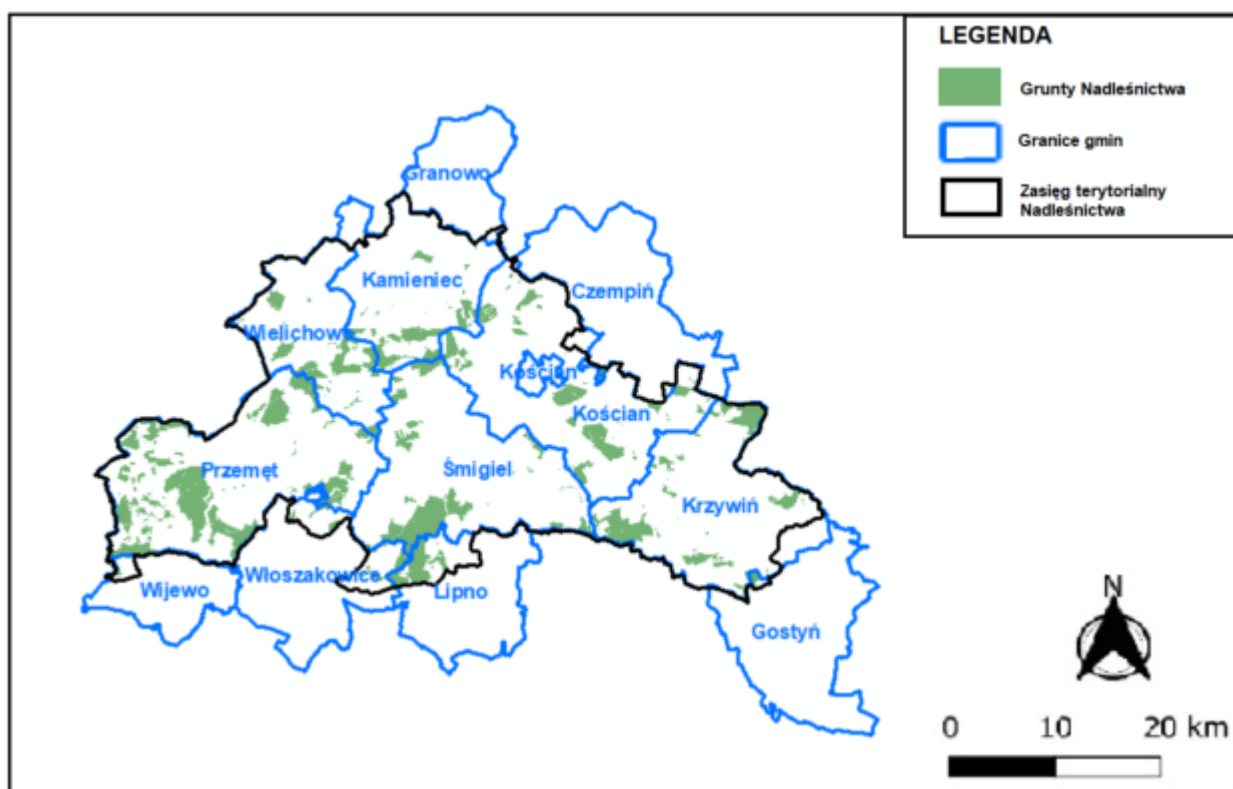 LEGENDA
Grunty Nadleśnictwa
Granice gmin
Zasięg terytorialny
Nadleśnictwa
Granowo
Kamieniec
Czempiń
Wielichowo
Kościan
Kościan
Przemęt
Śmigiel
Krzywiń
Wijewo
Włoszakowice
Lipno
Gostyń
N
0 10 20 km